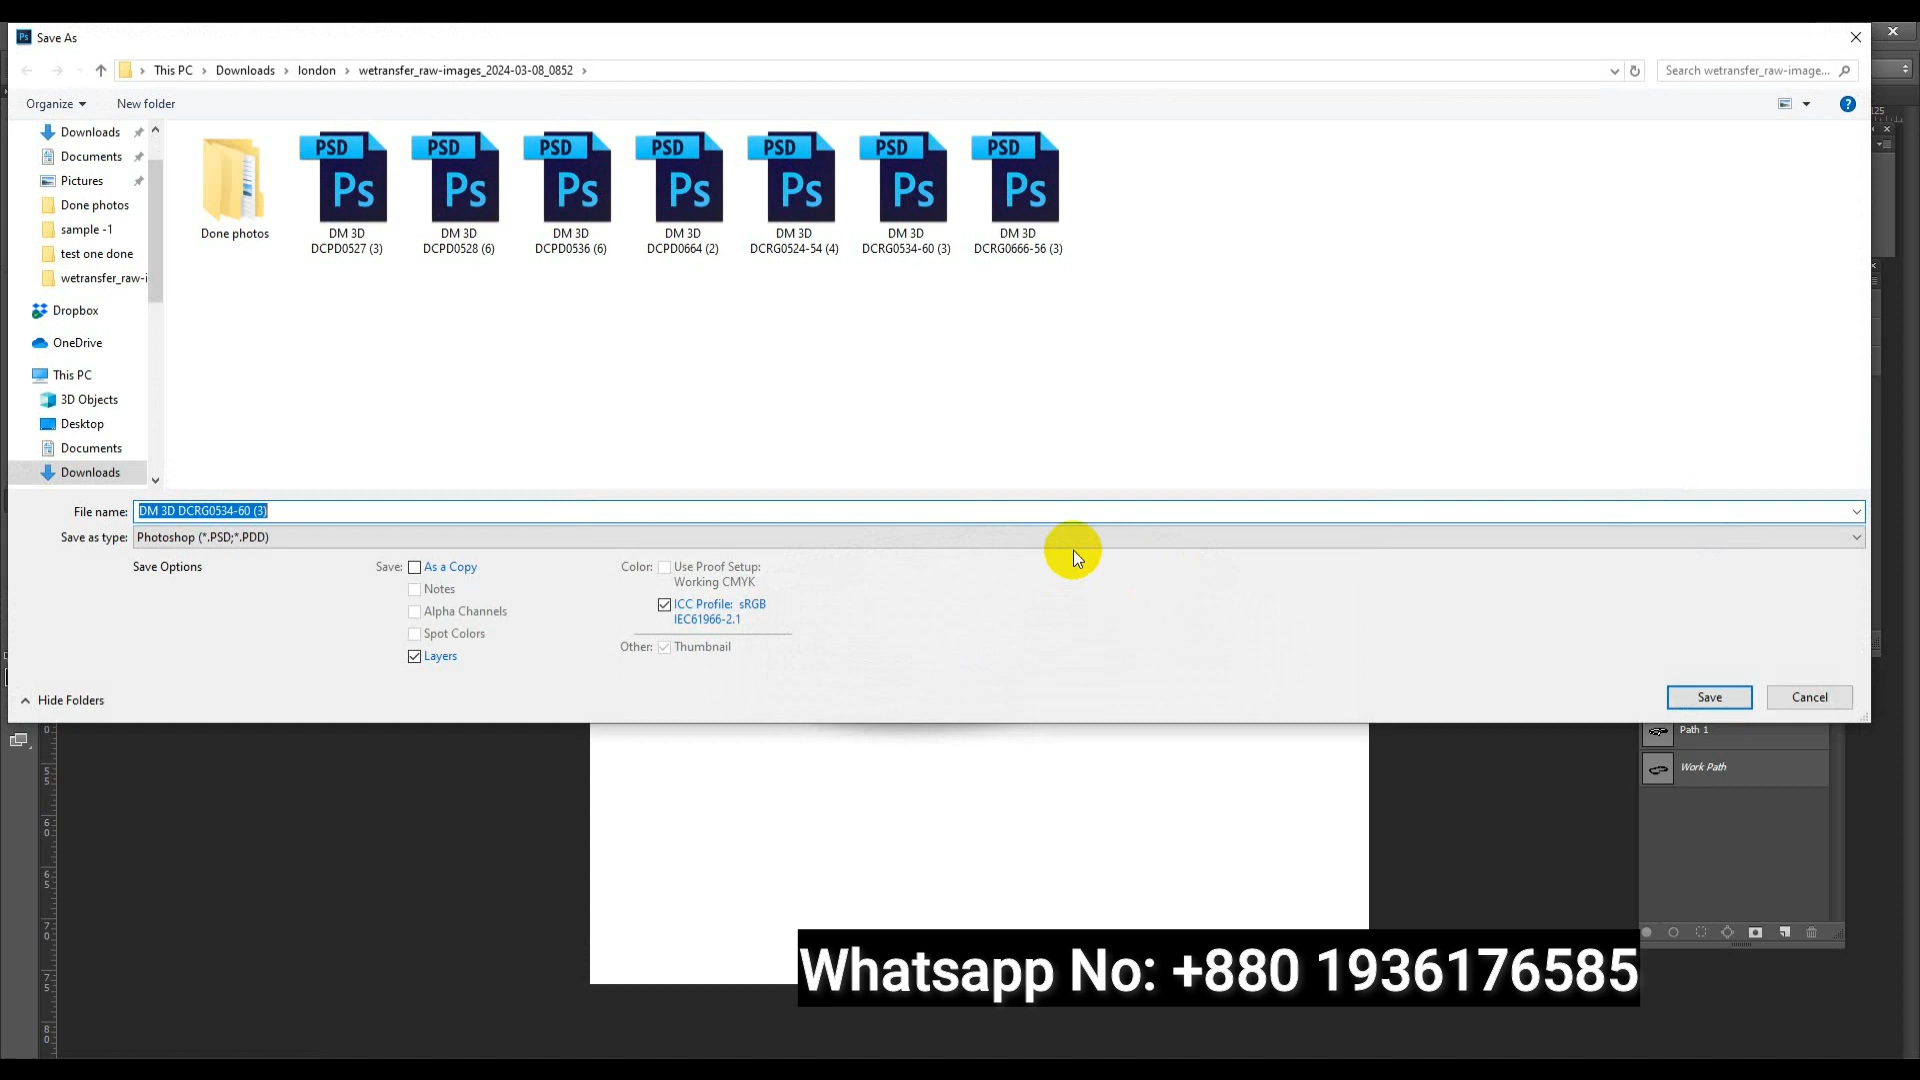 Save As
This PC > Downloads > london > wetransfer_raw-images_2024-03-08_0852 >
Search wetransfer_raw-image...
Organize
New folder
Downloads
Documents
Pictures
Done photos
sample -1
test one done
wetransfer_raw-i
Dropbox
OneDrive
This PC
3D Objects
Desktop
Documents
Downloads
Done photos
PSD
Ps
DM 3D
DCPD0527 (3)
PSD
Ps
DM 3D
DCPD0528 (6)
PSD
Ps
DM 3D
DCPD0536 (6)
PSD
Ps
DM 3D
DCPD0664 (2)
PSD
Ps
DM 3D
DCRG0524-54 (4)
PSD
Ps
DM 3D
DCRG0534-60 (3)
PSD
Ps
DM 3D
DCRG0666-56 (3)
File name: DM 3D DCRG0534-60 (3)
Save as type: Photoshop (*.PSD;*.PDD)
Save Options
Save: As a Copy
Notes
Alpha Channels
Spot Colors
Layers
Color: Use Proof Setup:
Working CMYK
ICC Profile: sRGB
IEC61966-2.1
Other: Thumbnail
Hide Folders
Save
Cancel
Path 1
Work Path
Whatsapp No: +880 1936176585